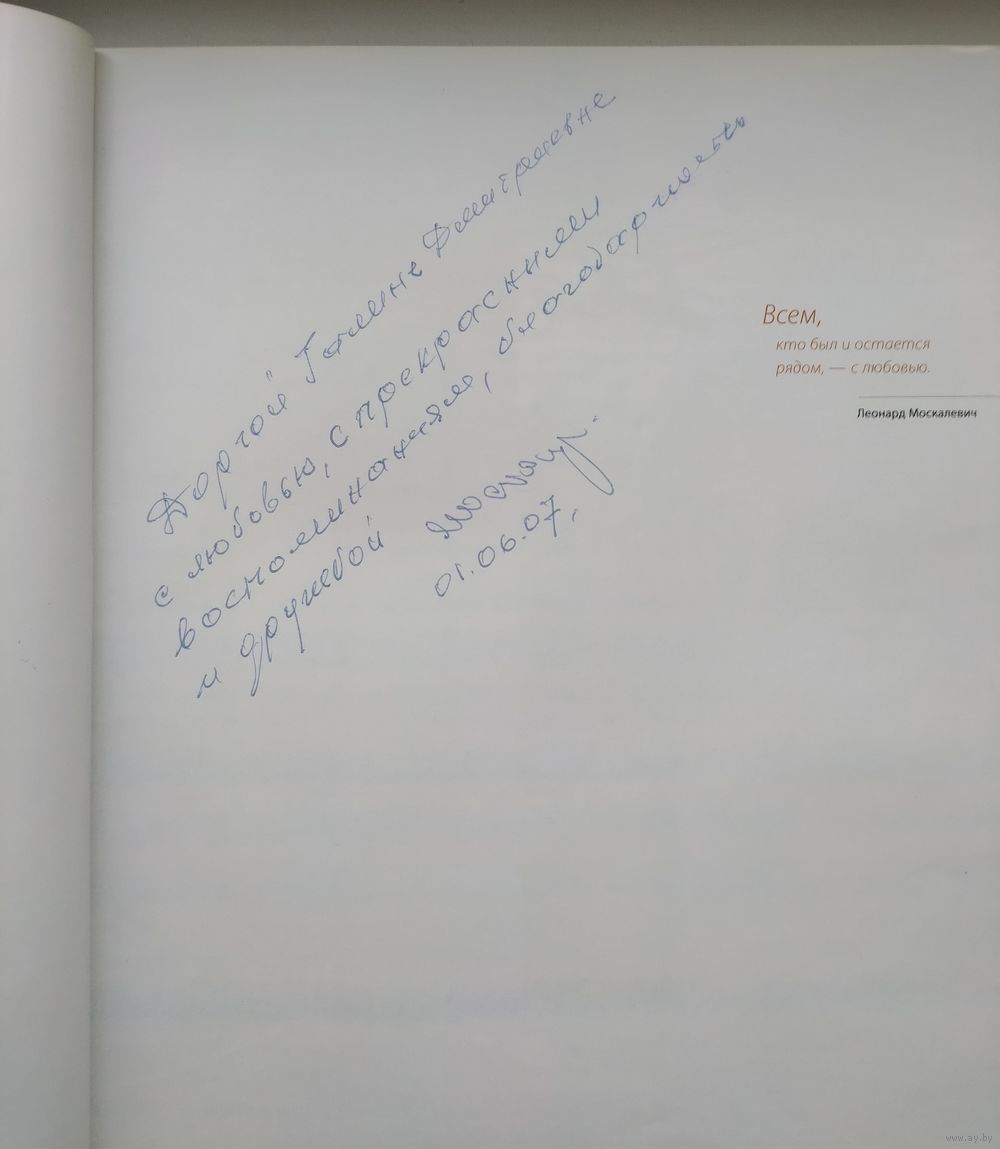 Дорогой Галине Дмитриевне
с любовью, с прекрасными
воспоминаниям, благодарностью
и дружбой
01.06.07.
Всем,
кто был и остается
рядом, — с любовью.
Леонард Москалевич
www.ay.by